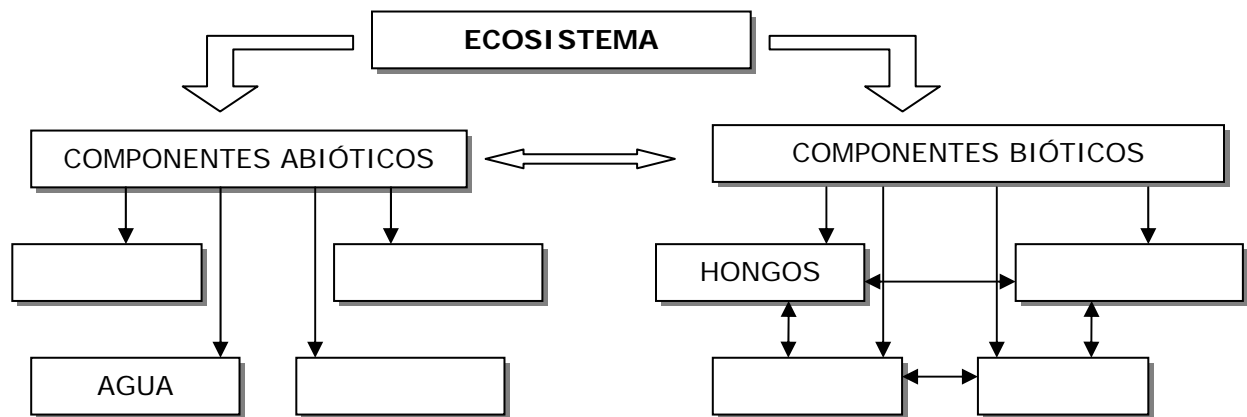 ECOSISTEMA
COMPONENTES ABIÓTICOS
COMPONENTES BIÓTICOS
HONGOS
AGUA